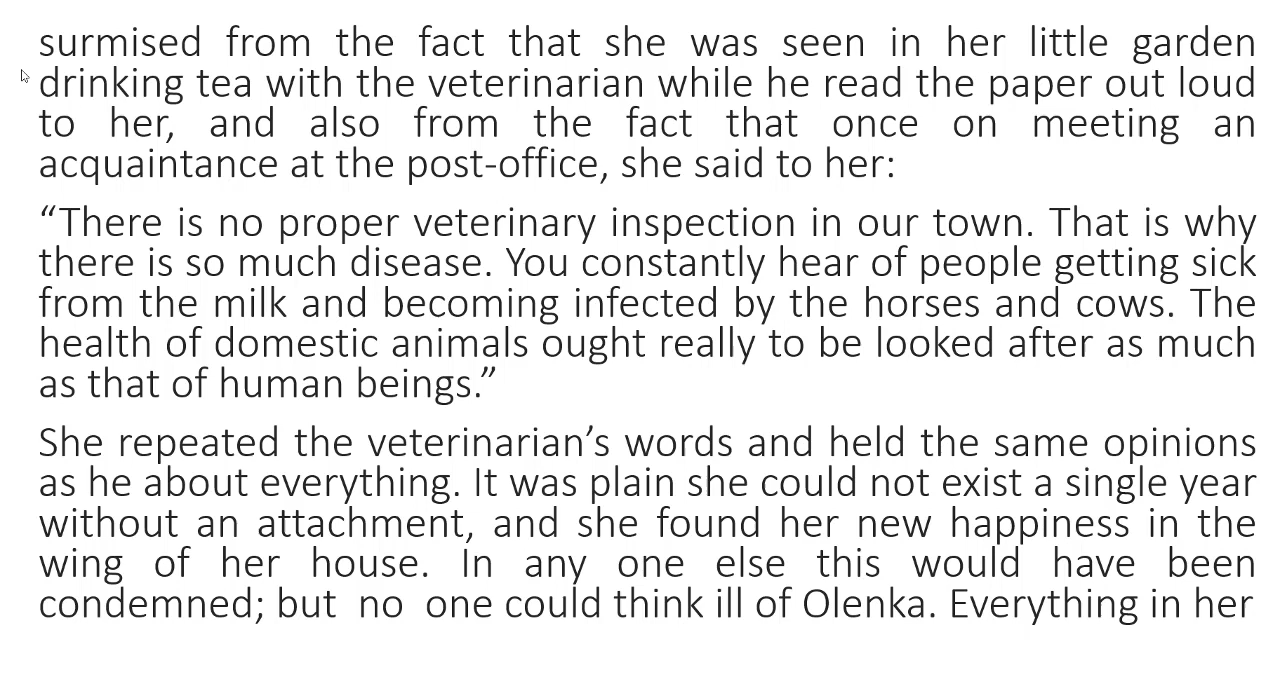 surmised from the fact that she was seen in her little garden
drinking tea with the veterinarian while he read the paper out loud
to her, and also from the fact that once on meeting an
acquaintance at the post-office, she said to her:
“There is no proper veterinary inspection in our town. That is why
there is so much disease. You constantly hear of people getting sick
from the milk and becoming infected by the horses and cows. The
health of domestic animals ought really to be looked after as much
as that of human beings.”
She repeated the veterinarian’s words and held the same opinions
as he about everything. It was plain she could not exist a single year
without an attachment, and she found her new happiness in the
wing of her house. In any one else this would have been
condemned; but no one could think ill of Olenka. Everything in her